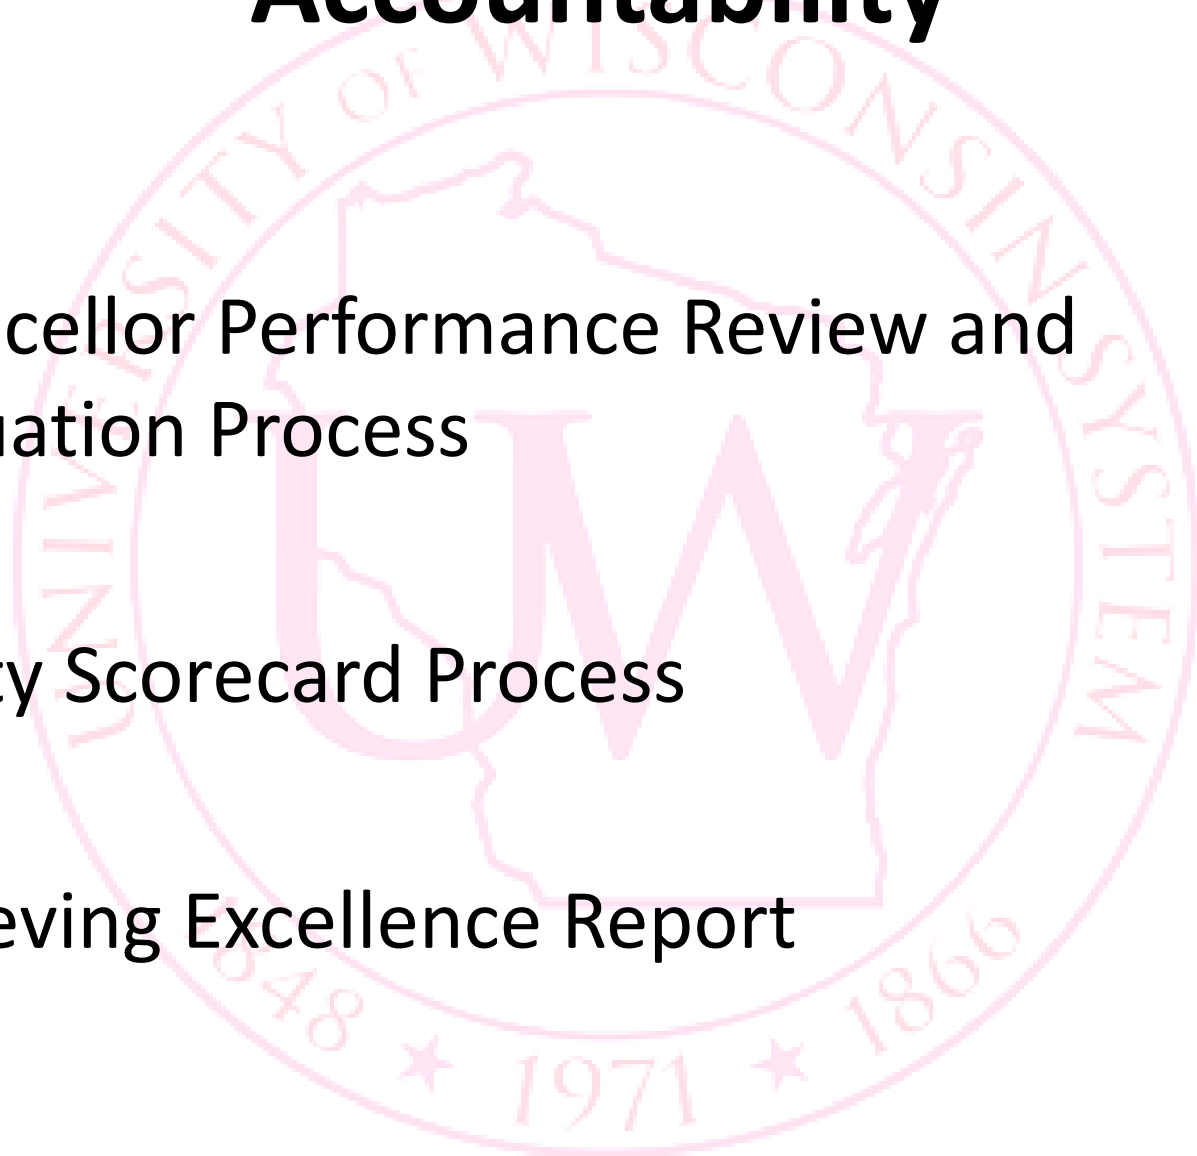 Accountability
cellor Performance Review and
uation Process
ty Scorecard Process
eving Excellence Report
UNIVERSITY OF WISCONSIN SYSTEM
UW
1848 ★ 1971 ★ 1866